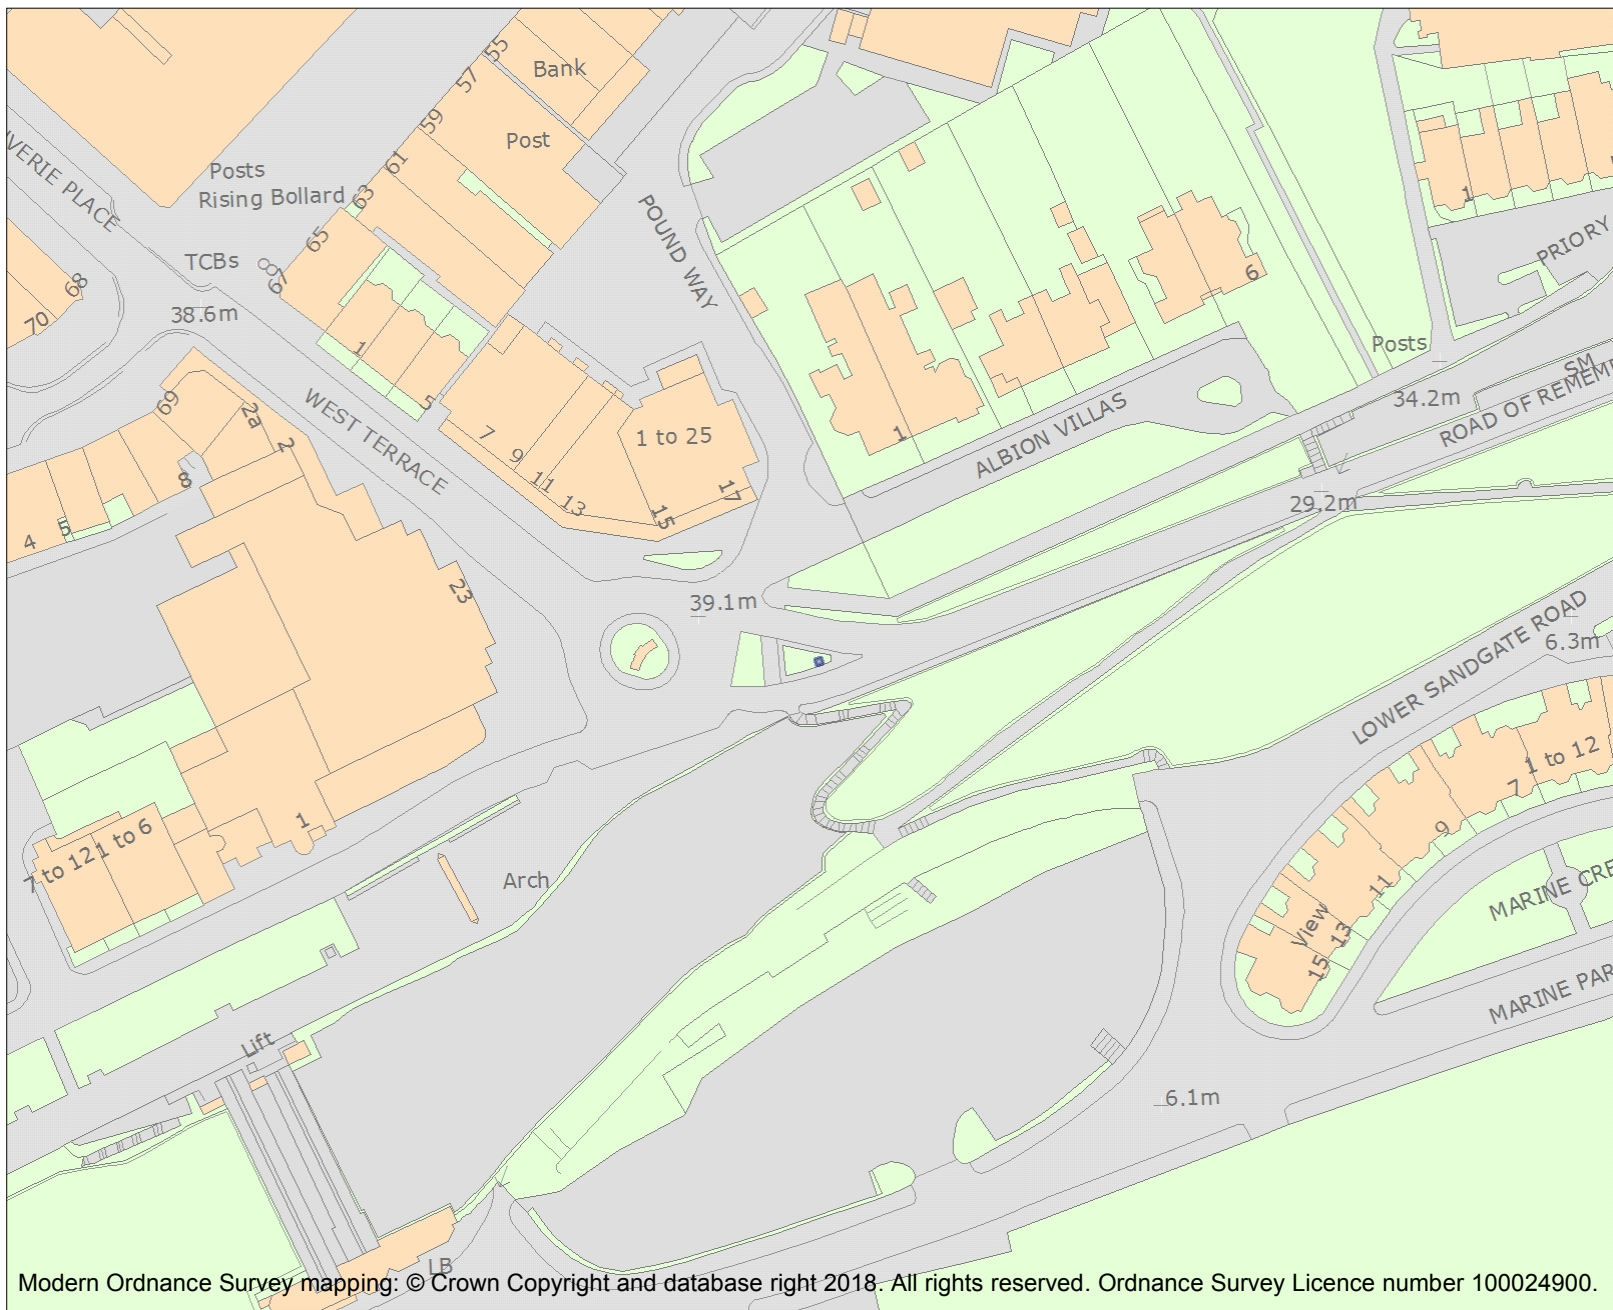 55
Bank
57
59
Post
61
Posts
Rising Bollard
63
VERIE PLACE
65
TCBs
67
68
70
38.6m
POUND WAY
1
PRIORY
6
Posts
SM
34.2m
ROAD OF REMEM
1
5
69
2a
2
WEST TERRACE
7
9
11
13
1 to 25
15
17
1
ALBION VILLAS
8
5
4
29.2m
23
39.1m
LOWER SANDGATE ROAD
6.3m
1 to 12
7
9
1
7 to 12
1 to 6
Arch
11
View
13
15
MARINE CRE
MARINE PAR
Lift
6.1m
LB
Modern Ordnance Survey mapping: © Crown Copyright and database right 2018. All rights reserved. Ordnance Survey Licence number 100024900.